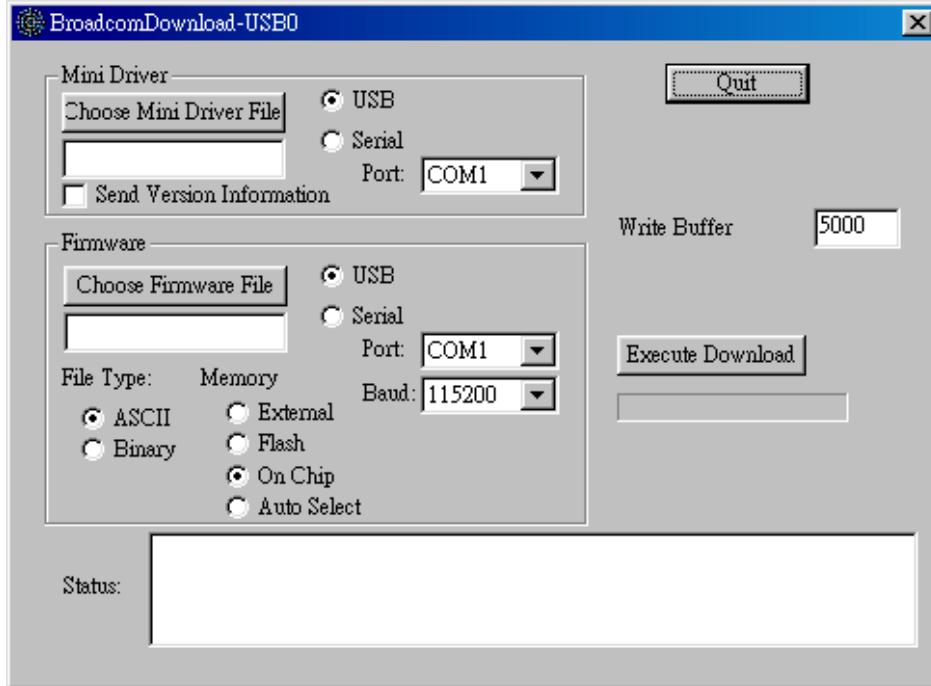 BroadcomDownload-USB0
Mini Driver
Choose Mini Driver File
USB
Serial
Port: COM1
Send Version Information
Quit
Write Buffer 5000
Firmware
Choose Firmware File
USB
Serial
Port: COM1
Baud: 115200
File Type:
ASCII
Binary
Memory
External
Flash
On Chip
Auto Select
Execute Download
Status: